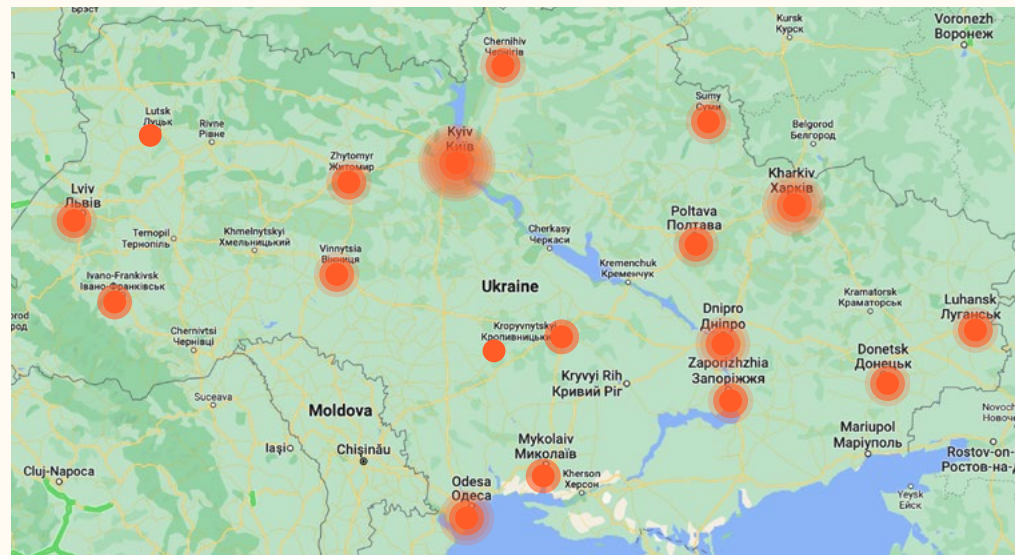 Брэст
Kursk
Курск
Voronezh
Воронеж
Chernihiv
Чернігів
Sumy
Суми
Lutsk
Луцьк
Rivne
Рівне
Kyiv
Київ
Belgorod
Белгород
Zhytomyr
Житомир
Kharkiv
Харків
Lviv
Львів
Poltava
Полтава
Ternopil
Тернопіль
Khmelnytskyi
Хмельницький
Cherkasy
Черкаси
Vinnytsia
Вінниця
Kremenchuk
Кременчук
Ivano-Frankivsk
Івано-Франківськ
Ukraine
Kramatorsk
Краматорськ
Luhansk
Луганськ
orod
род
Dnipro
Дніпро
Chernivtsi
Чернівці
Kropyvnytskyi
Кропивницький
Donetsk
Донецьк
Zaporizhzhia
Запоріжжя
Kryvyi Rih
Кривий Ріг
Suceava
Moldova
Novoch
Новоче
Mariupol
Маріуполь
Iași
Chișinău
Mykolaiv
Миколаїв
Rostov-on-
Ростов-на-Д
Cluj-Napoca
Kherson
Херсон
Odesa
Одеса
Yeysk
Ейск